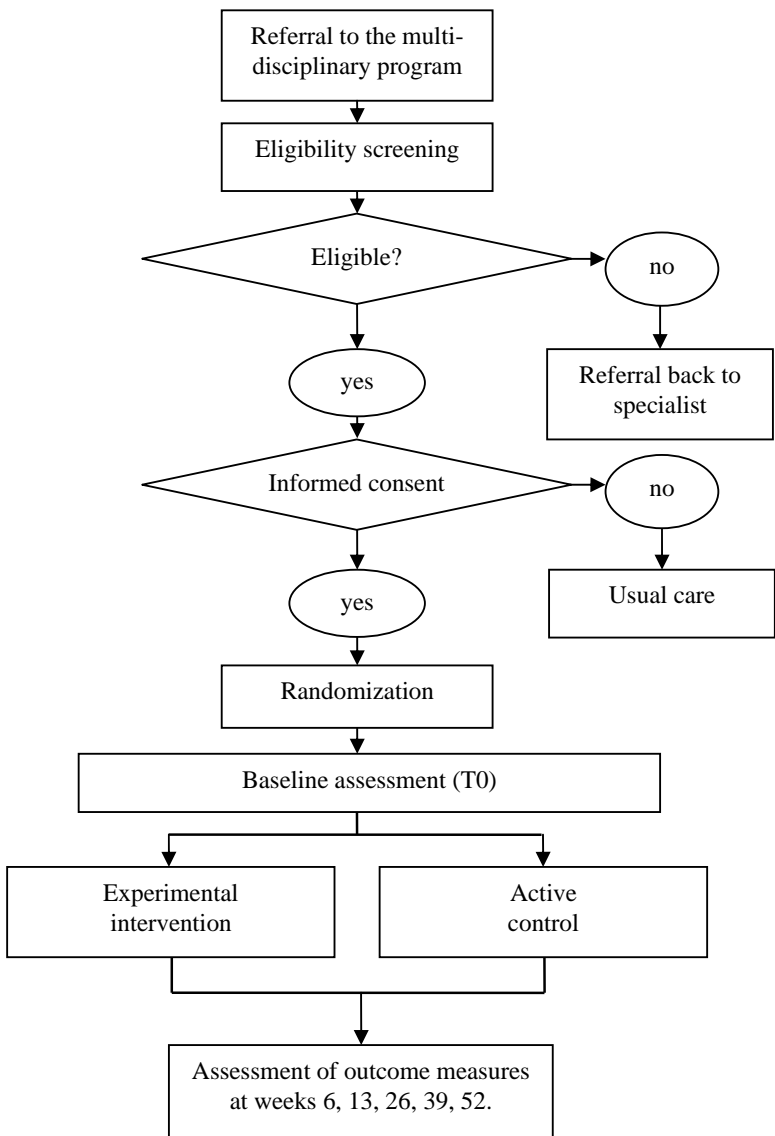 Referral to the multi-
disciplinary program
Eligibility screening
Eligible?
no
yes
Referral back to
specialist
Informed consent
no
yes
Usual care
Randomization
Baseline assessment (T0)
Experimental
intervention
Active
control
Assessment of outcome measures
at weeks 6, 13, 26, 39, 52.